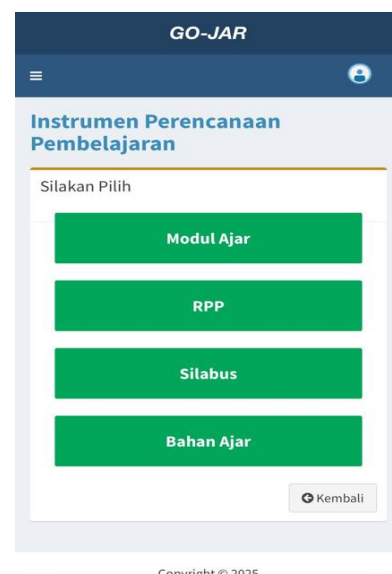 GO-JAR
Instrumen Perencanaan
Pembelajaran
Silakan Pilih
Modul Ajar
RPP
Silabus
Bahan Ajar
Kembali
Copyright © 2025